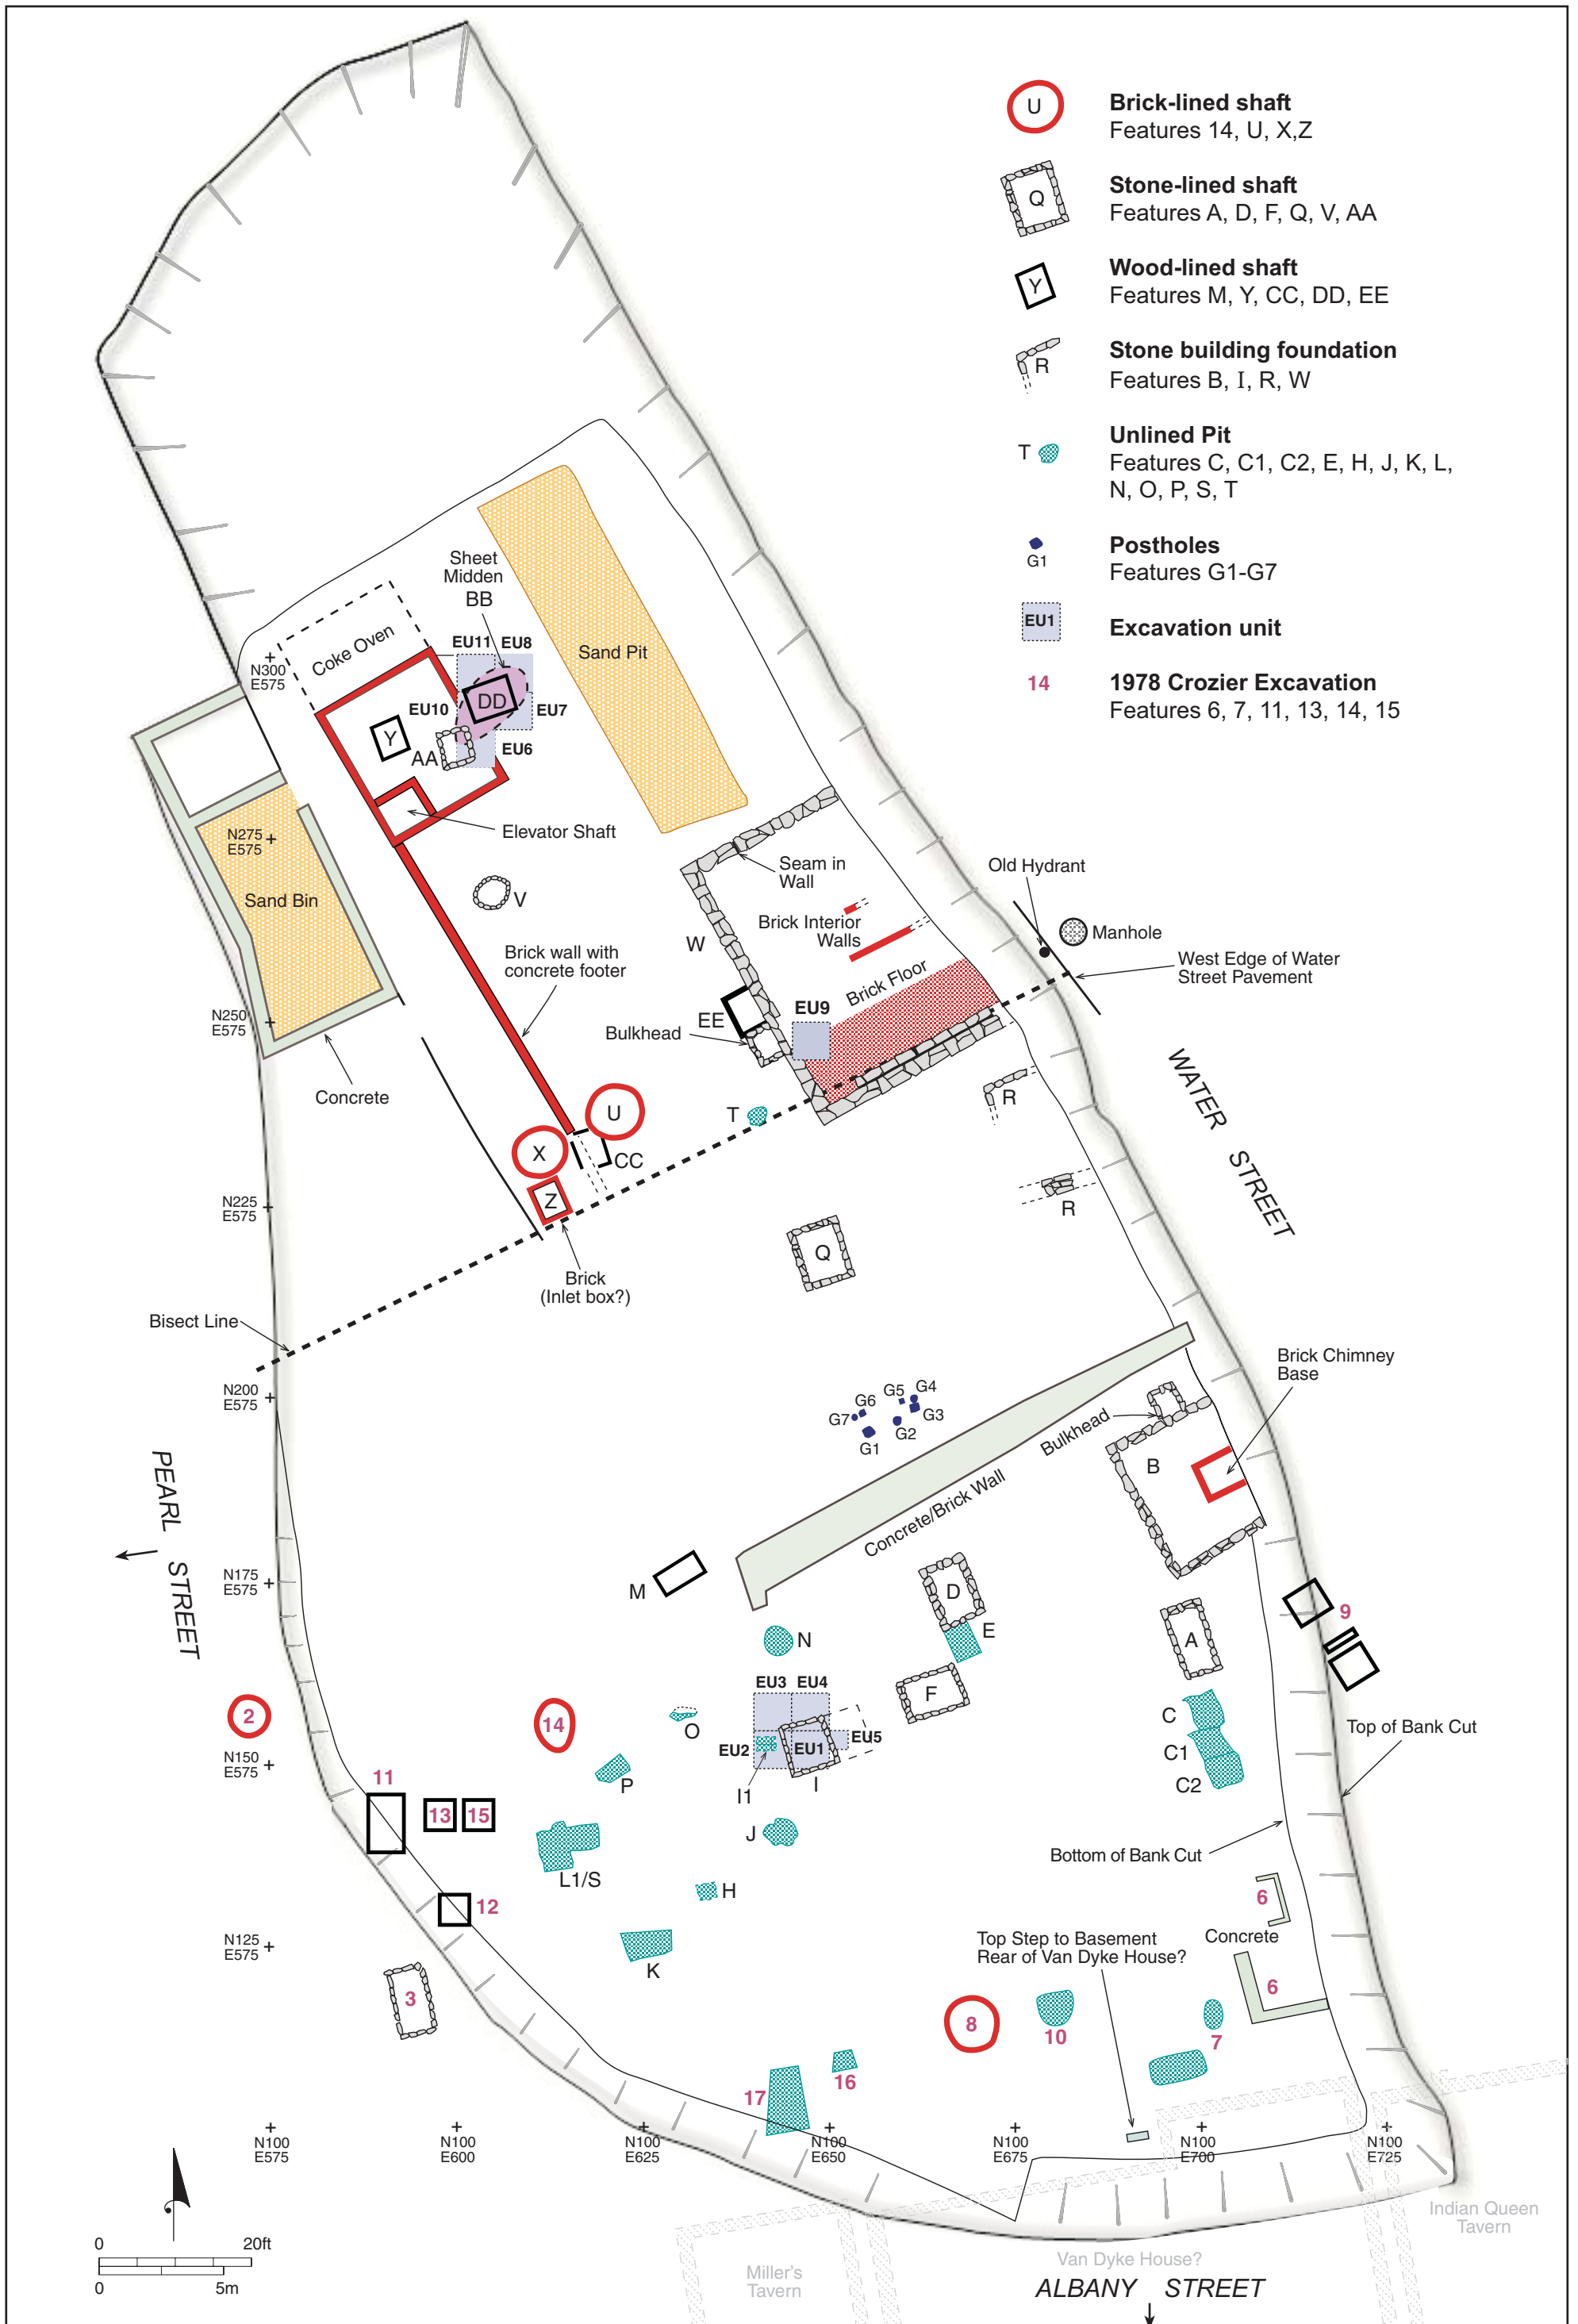 U
Brick-lined shaft
Features 14, U, X,Z
Q
Stone-lined shaft
Features A, D, F, Q, V, AA
Y
Wood-lined shaft
Features M, Y, CC, DD, EE
R
Stone building foundation
Features B, I, R, W
T
Unlined Pit
Features C, C1, C2, E, H, J, K, L,
N, O, P, S, T
G1
Postholes
Features G1-G7
EU1
Excavation unit
14
1978 Crozier Excavation
Features 6, 7, 11, 13, 14, 15
Sheet
Midden
BB
Coke Oven
EU11
EU8
Sand Pit
N300
E575
DD
EU10
EU7
Y
AA
EU6
Elevator Shaft
N275
E575
Seam in
Wall
Old Hydrant
Sand Bin
V
Brick Interior
Walls
Manhole
W
Brick wall with
concrete footer
West Edge of Water
Street Pavement
Brick Floor
N250
E575
EE
EU9
Bulkhead
Concrete
R
U
T
WATER STREET
X
CC
Z
N225
E575
R
Q
Brick
(Inlet box?)
Bisect Line
Brick Chimney
Base
N200
E575
G6
G5
G4
G7
G3
G1
G2
Bulkhead
B
PEARL STREET
Concrete/Brick Wall
N175
E575
M
D
9
E
N
A
EU3
EU4
F
2
14
O
C
Top of Bank Cut
EU2
EU1
EU5
C1
N150
E575
P
I1
I
C2
11
13
15
J
Bottom of Bank Cut
L1/S
H
6
12
Top Step to Basement
Rear of Van Dyke House?
Concrete
N125
E575
K
6
3
8
10
7
16
17
N100
E575
N100
E600
N100
E625
N100
E650
N100
E675
N100
E700
N100
E725
Indian Queen
Tavern
0
20ft
0
5m
Miller's
Tavern
Van Dyke House?
ALBANY STREET